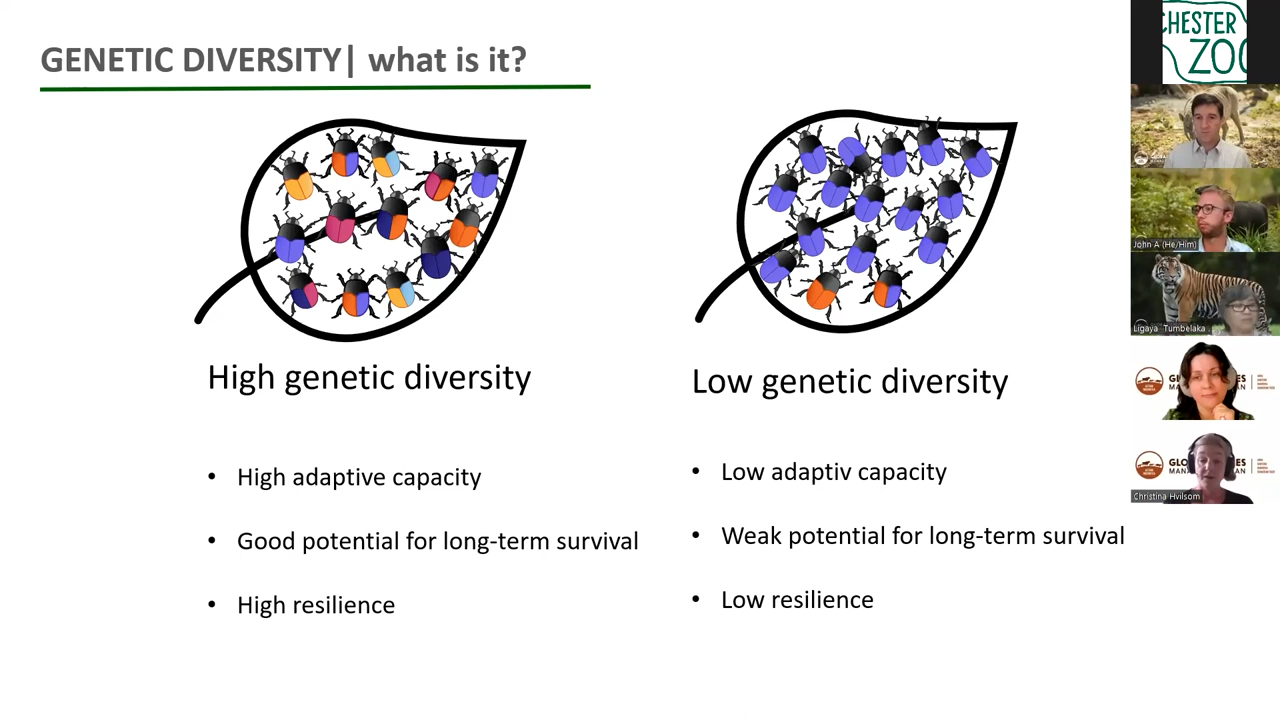 GENETIC DIVERSITY| what is it?
High genetic diversity
• High adaptive capacity
• Good potential for long-term survival
• High resilience
Low genetic diversity
• Low adaptiv capacity
• Weak potential for long-term survival
• Low resilience
CHESTER
ZOO
John A (He/Him)
Ligaya Tumbelaka
Christina Hvilsom